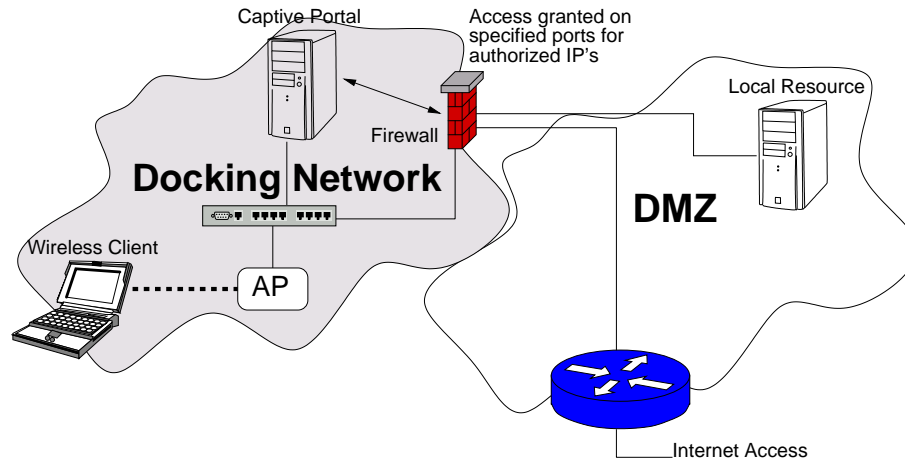 Captive Portal
Access granted on
specified ports for
authorized IP's
Local Resource
Firewall
Docking Network
DMZ
Wireless Client
AP
Internet Access